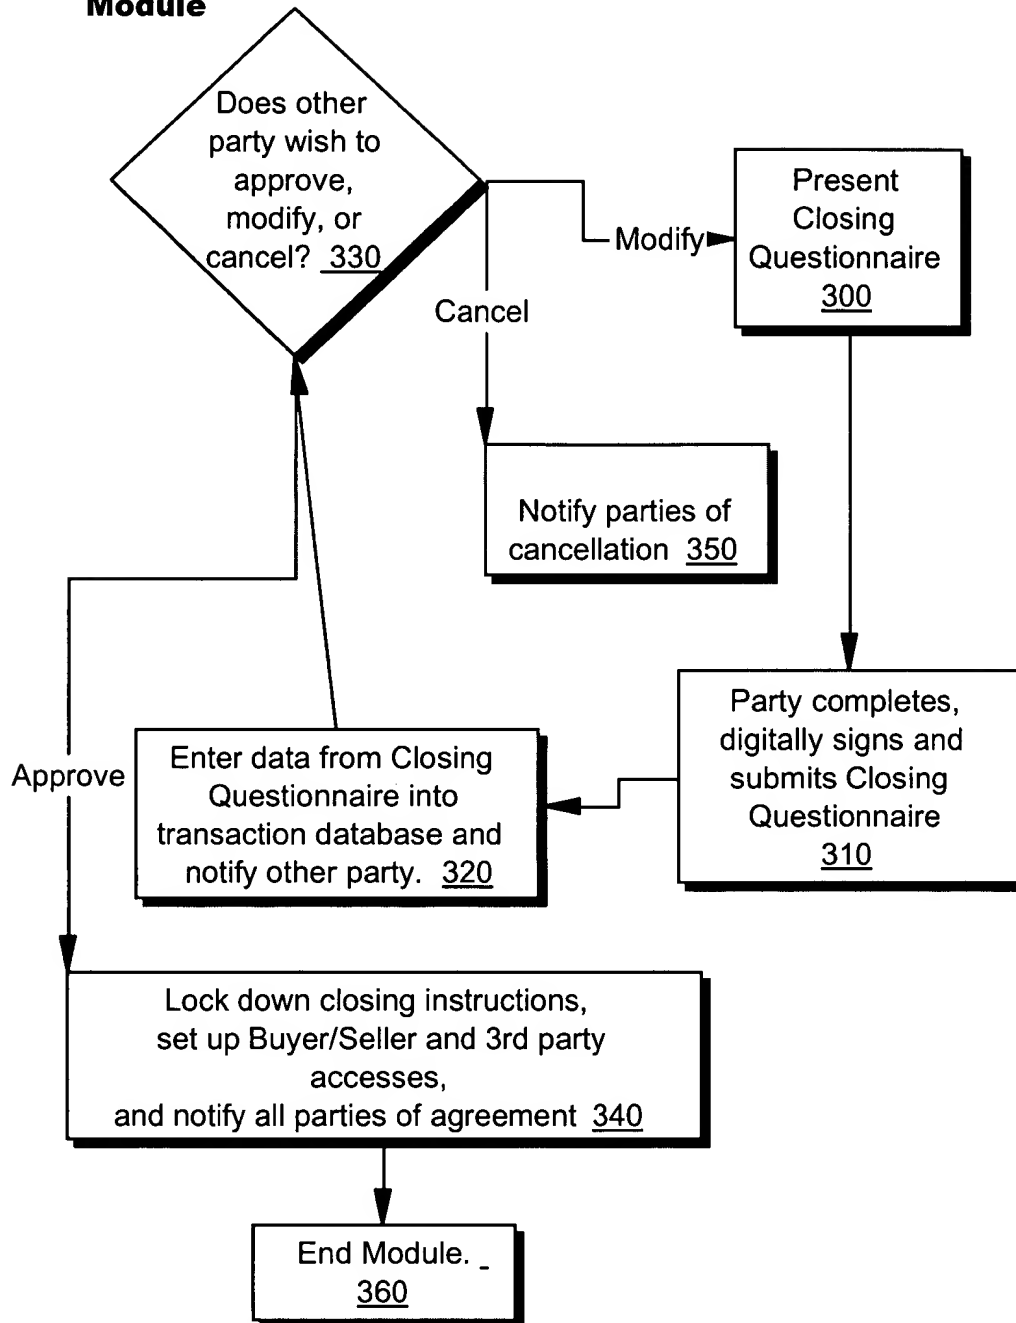 Module
Does other
party wish to
approve,
modify, or
cancel? 330
Present
Closing
Questionnaire
300
Modify
Cancel
Notify parties of
cancellation 350
Party completes,
digitally signs and
submits Closing
Questionnaire
310
Enter data from Closing
Questionnaire into
transaction database and
notify other party. 320
Approve
Lock down closing instructions,
set up Buyer/Seller and 3rd party
accesses,
and notify all parties of agreement 340
End Module.
360